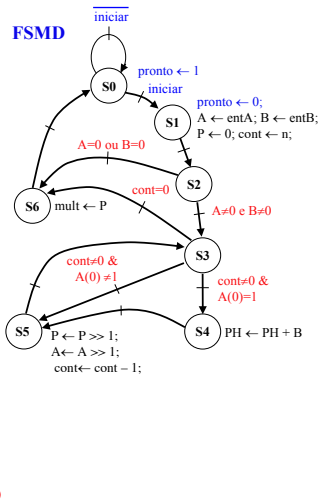 iniciar
FSMD
S0
pronto ← 1
iniciar
S1
pronto ← 0;
A ← entA; B ← entB;
P ← 0; cont ← n;
A=0 ou B=0
S2
cont=0
S6
mult ← P
A≠0 e B≠0
S3
cont≠0 &
A(0) ≠1
cont≠0 &
A(0)=1
S5
S4
PH ← PH + B
P ← P >> 1;
A← A >> 1;
cont← cont – 1;